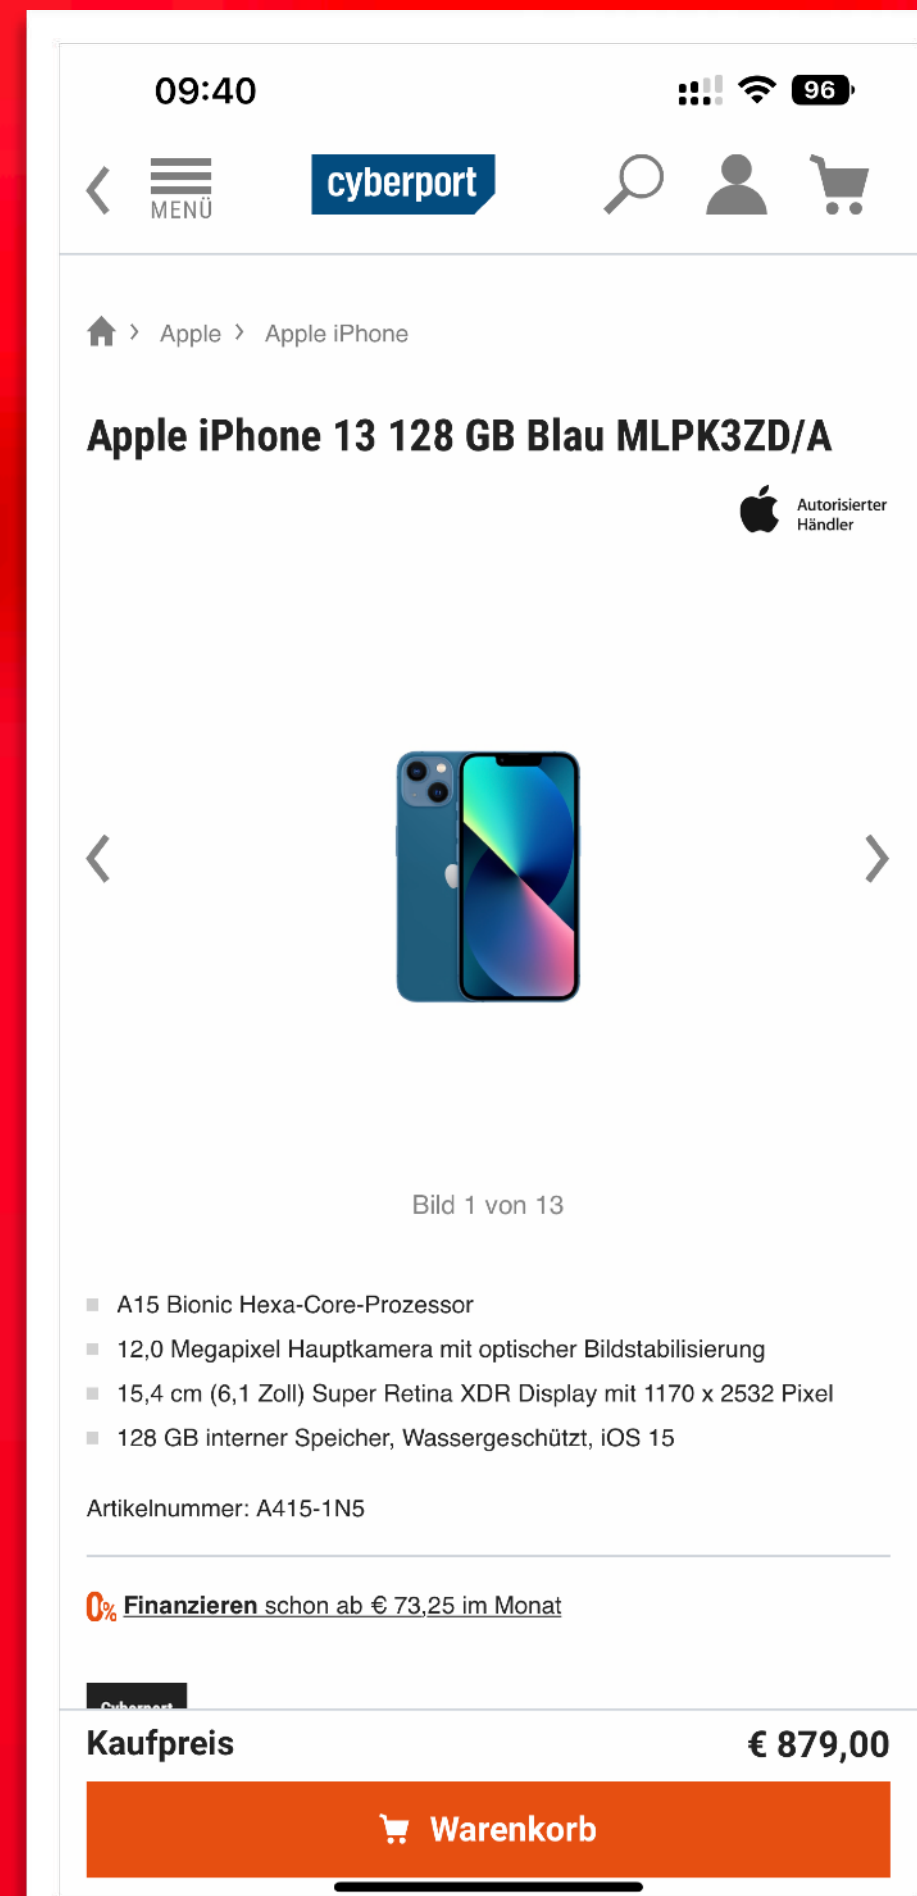 09:40
96
MENÜ
cyberport
Apple
Apple iPhone
Apple iPhone 13 128 GB Blau MLPK3ZD/A
Autorisierter
Händler
Bild 1 von 13
A15 Bionic Hexa-Core-Prozessor
12,0 Megapixel Hauptkamera mit optischer Bildstabilisierung
15,4 cm (6,1 Zoll) Super Retina XDR Display mit 1170 x 2532 Pixel
128 GB interner Speicher, Wassergeschützt, iOS 15
Artikelnummer: A415-1N5
0% Finanzieren schon ab € 73,25 im Monat
Cyberport
Kaufpreis € 879,00
Warenkorb